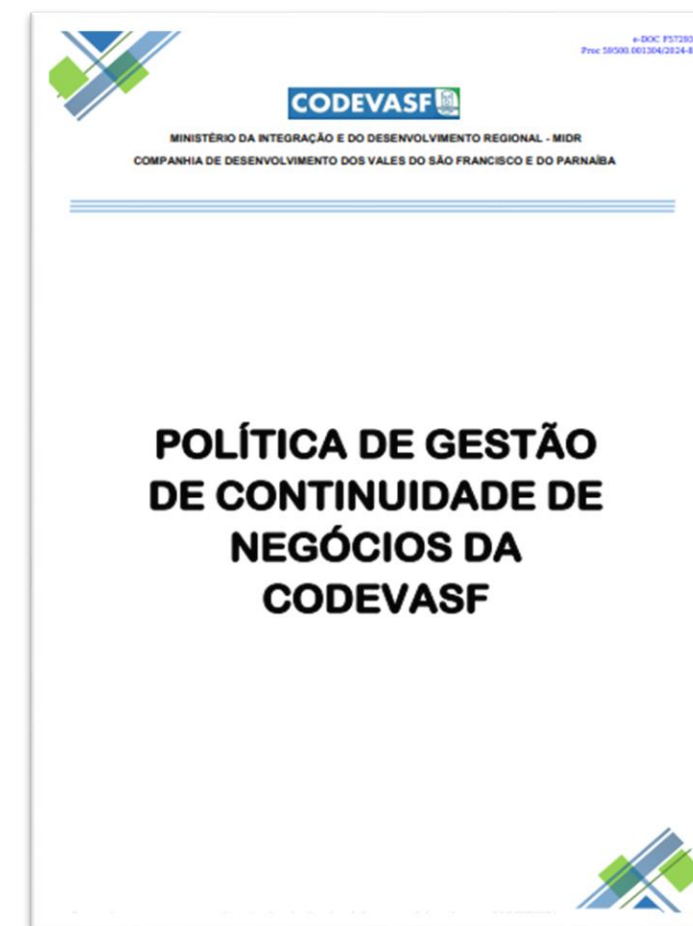 e-DOC F57280
Proc 59500.001304/2024-8
CODEVASF
MINISTÉRIO DA INTEGRAÇÃO E DO DESENVOLVIMENTO REGIONAL - MIDR
COMPANHIA DE DESENVOLVIMENTO DOS VALES DO SÃO FRANCISCO E DO PARNAÍBA
POLÍTICA DE GESTÃO
DE CONTINUIDADE DE
NEGÓCIOS DA
CODEVASF